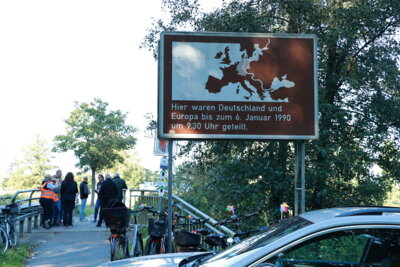 Hier waren Deutschland und
Europa bis zum 6. Januar 1990
um 9.30 Uhr geteilt.